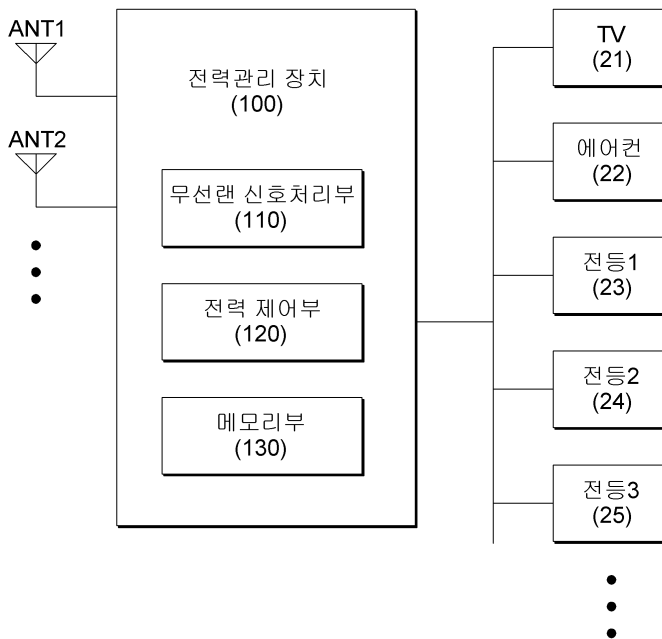 ANT1
ANT2
전력관리 장치
(100)
무선랜 신호처리부
(110)
전력 제어부
(120)
메모리부
(130)
TV
(21)
에어컨
(22)
전등1
(23)
전등2
(24)
전등3
(25)